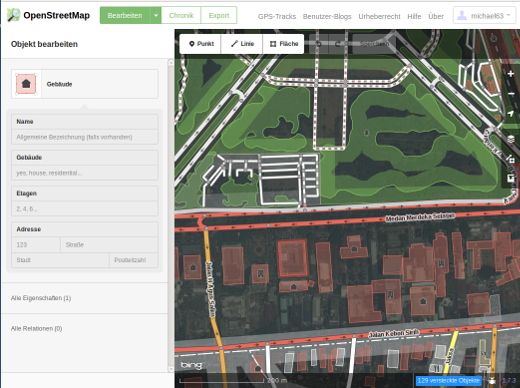 OpenStreetMap
Bearbeiten
Chronik
Export
GPS-Tracks Benutzer-Blogs Urheberrecht Hilfe Über
michael63
Objekt bearbeiten
Punkt
Linie
Fläche
Gebäude
Name
Allgemeine Bezeichnung (falls vorhanden)
Gebäude
yes, house, residential...
Etagen
2, 4, 6...
Adresse
123
Straße
Stadt
Postleitzahl
Alle Eigenschaften (1)
Alle Relationen (0)
Medan Merdeka Selatan
Jalan Kebon Sirih
bing
129 versteckte Objekte
1.7.3